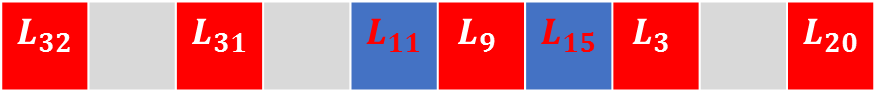 L₃₂ L₃₁ L₁₁ L₉ L₁₅ L₃ L₂₀